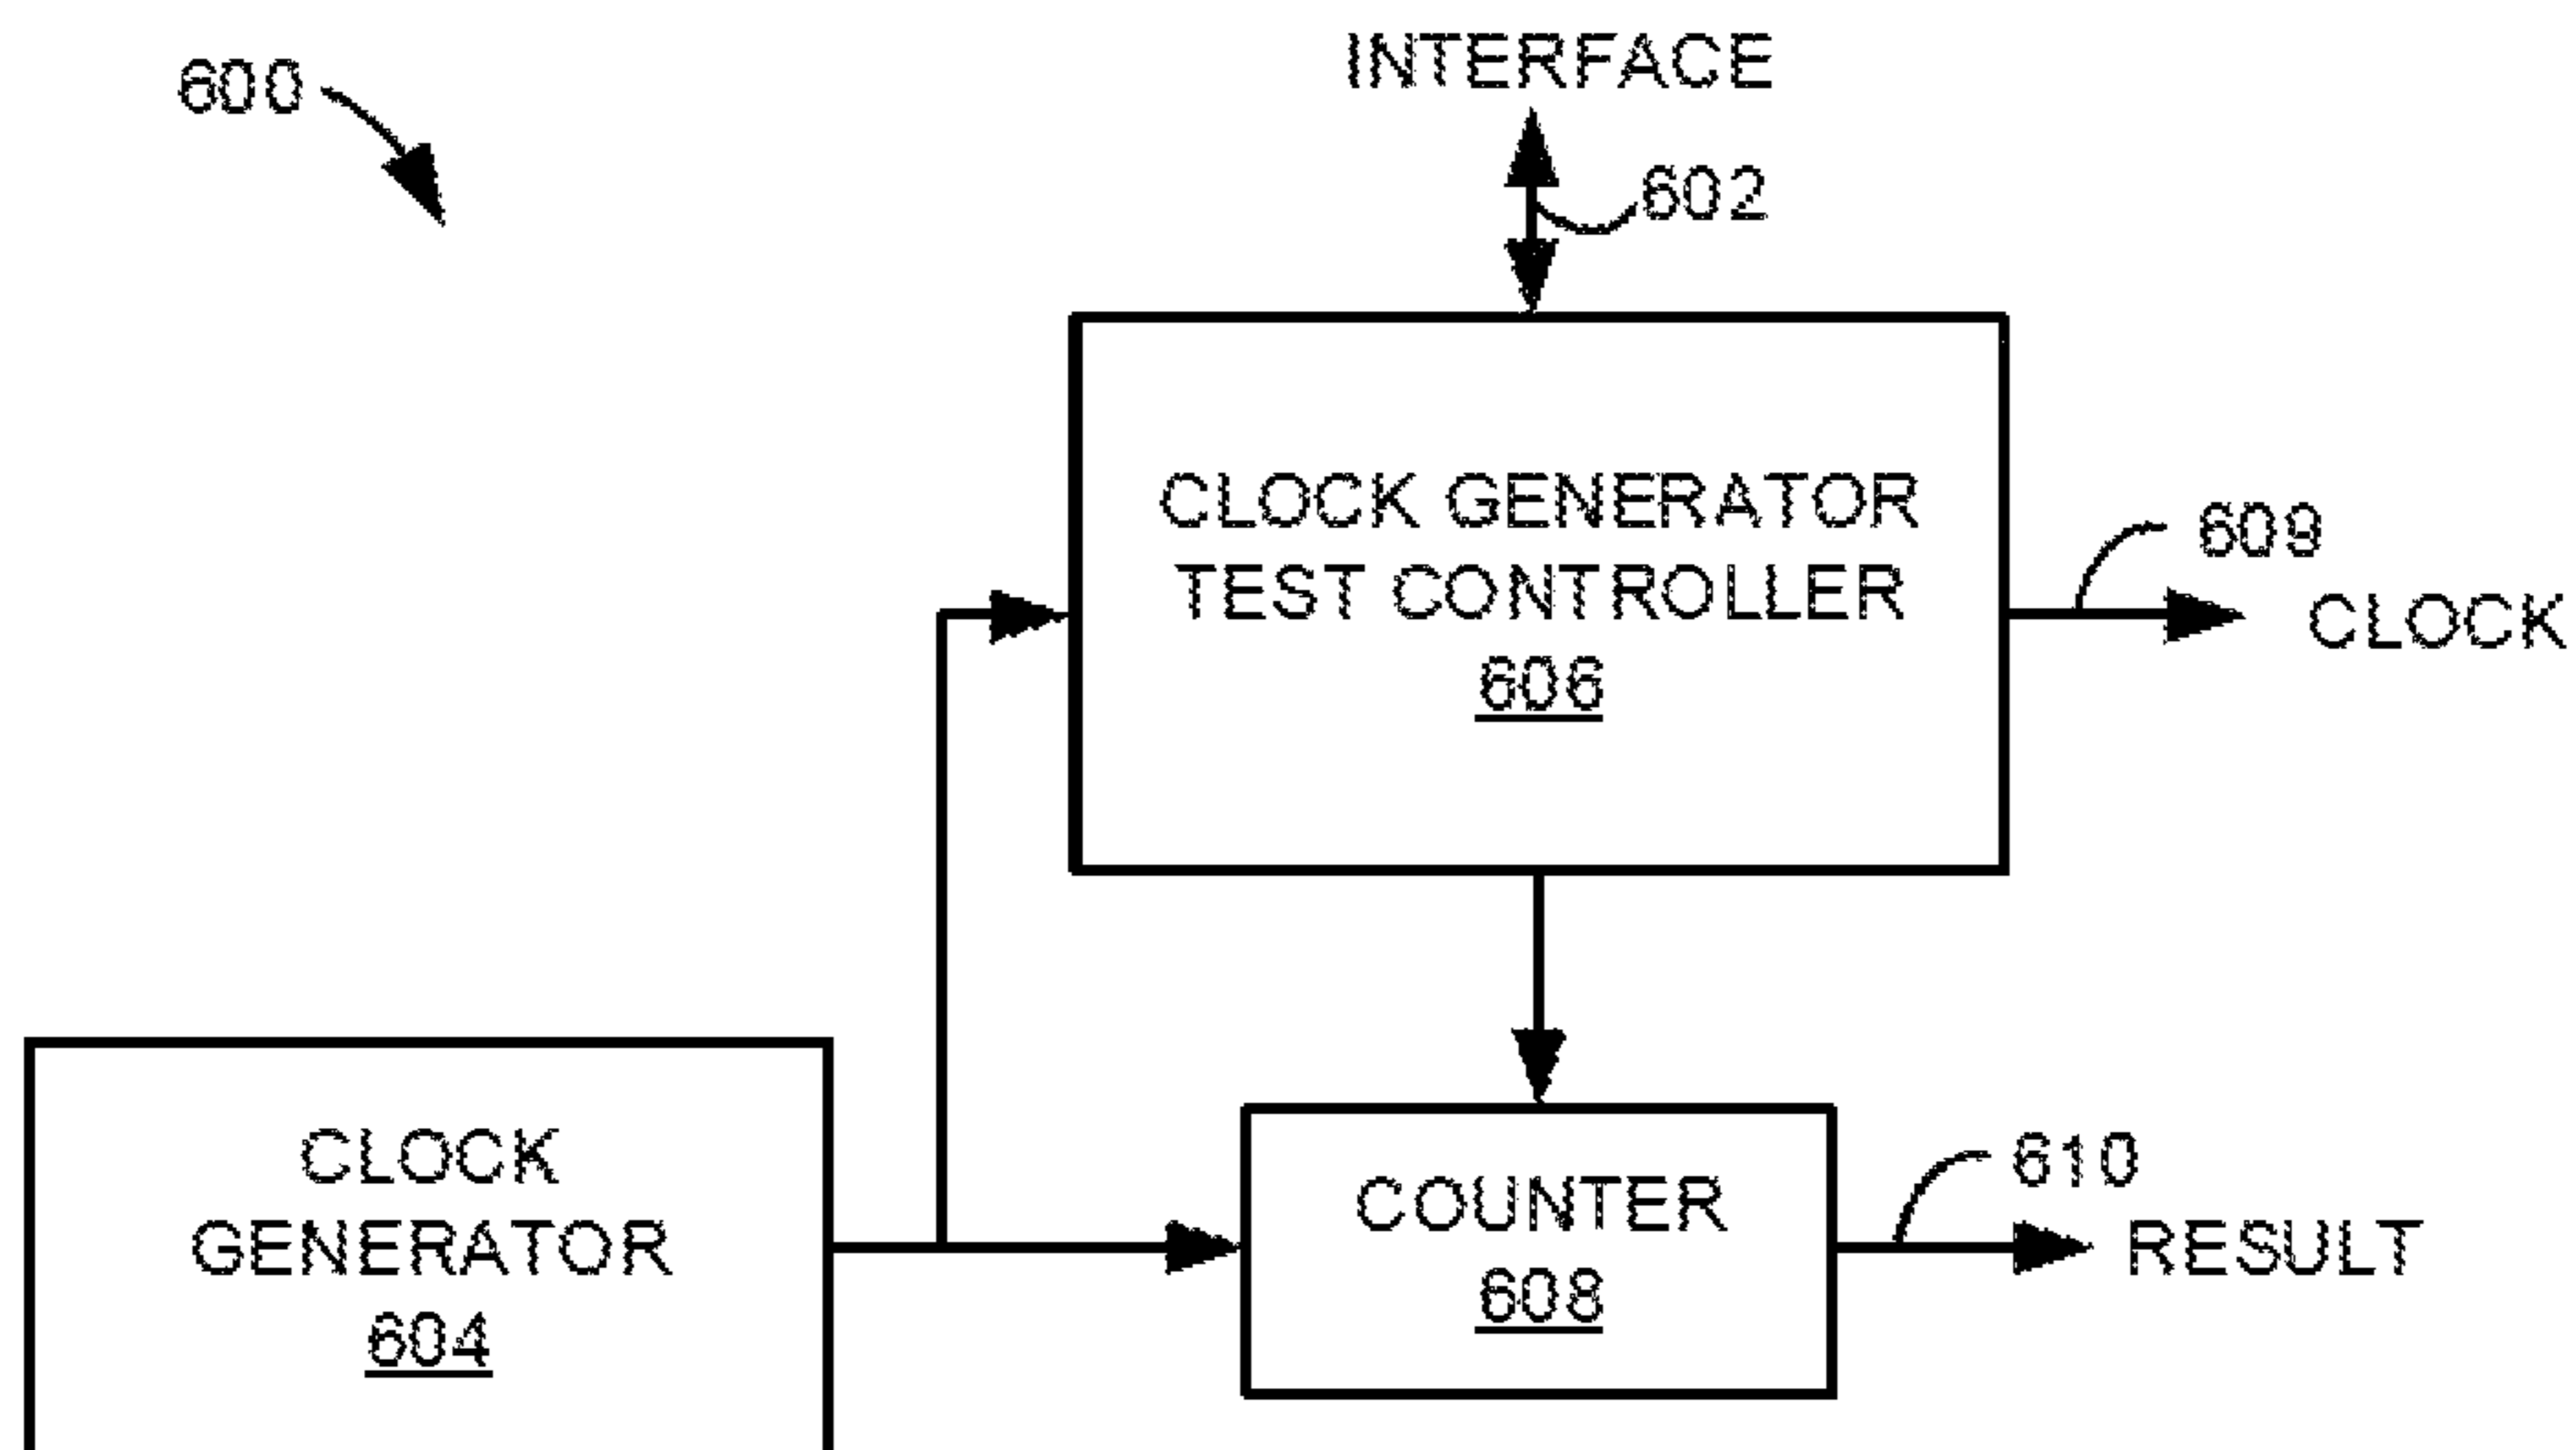 600
INTERFACE
602
CLOCK GENERATOR
TEST CONTROLLER
606
609
CLOCK
CLOCK
GENERATOR
604
COUNTER
608
610
RESULT